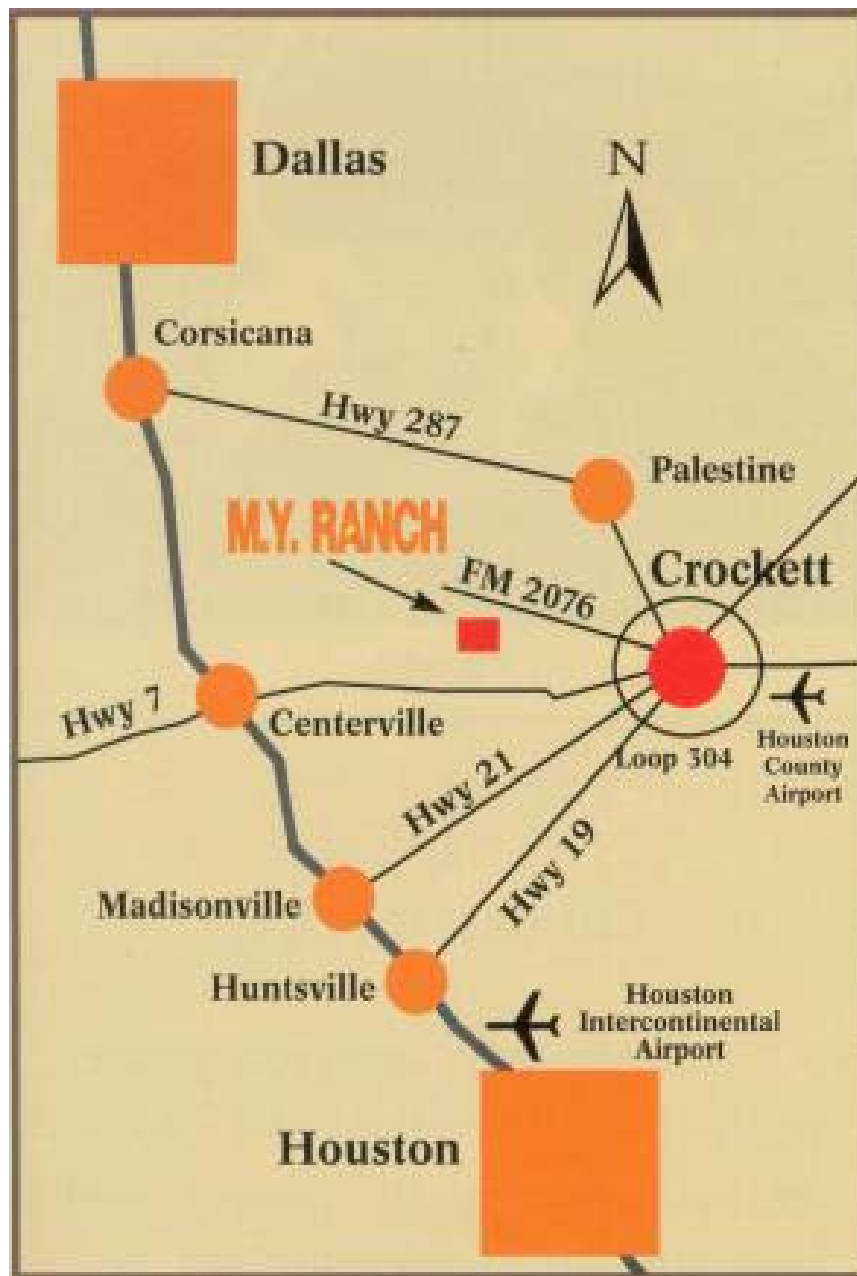 Dallas
N
Corsicana
Hwy 287
Palestine
M.Y. RANCH
FM 2076
Crockett
Hwy 7
Centerville
Loop 304
Houston
County
Airport
Hwy 21
Hwy 19
Madisonville
Huntsville
Houston
Intercontinental
Airport
Houston